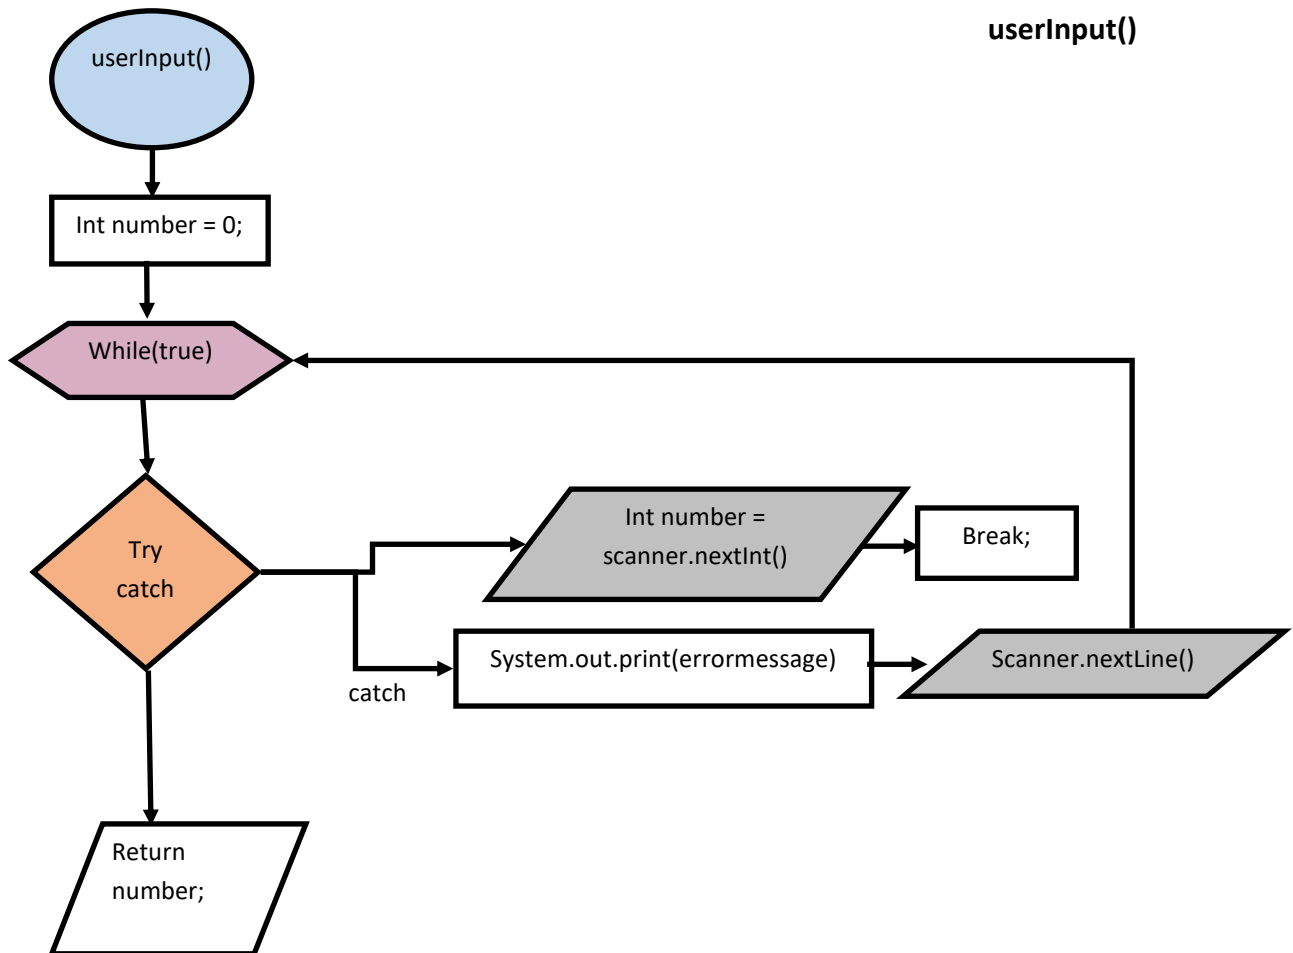 userInput()
userInput()
Int number = 0;
While(true)
Try
catch
Int number =
scanner.nextInt()
Break;
System.out.print(errormessage)
Scanner.nextLine()
catch
Return
number;